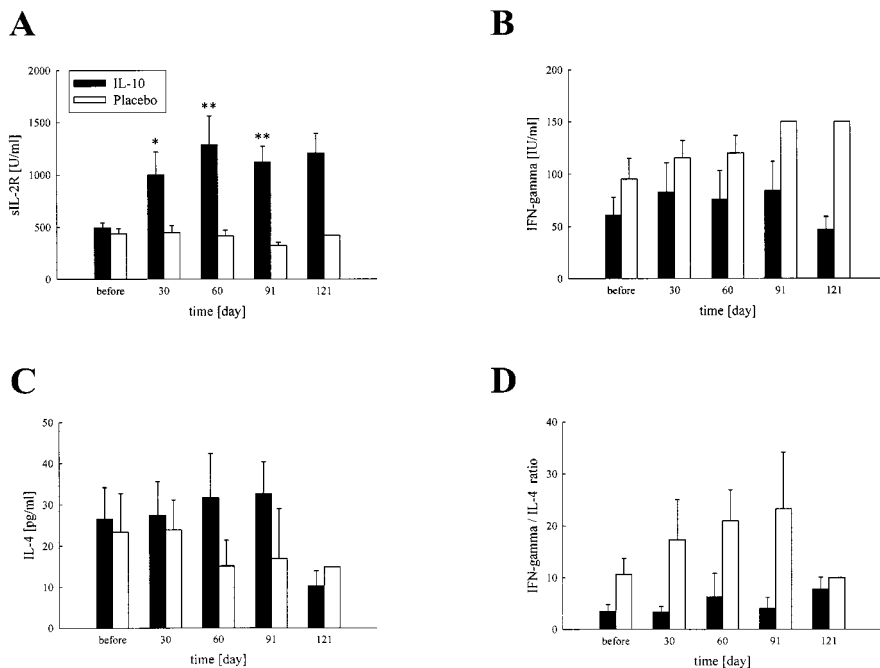 A
2000
1500
1000
500
0
sIL-2R [U/ml]
IL-10
Placebo
*
**
**
before 30 60 91 121
time [day]
B
200
150
100
50
0
IFN-gamma [IU/ml]
before 30 60 91 121
time [day]
C
50
40
30
20
10
0
IL-4 [pg/ml]
before 30 60 91 121
time [day]
D
40
30
20
10
0
IFN-gamma / IL-4 ratio
before 30 60 91 121
time [day]